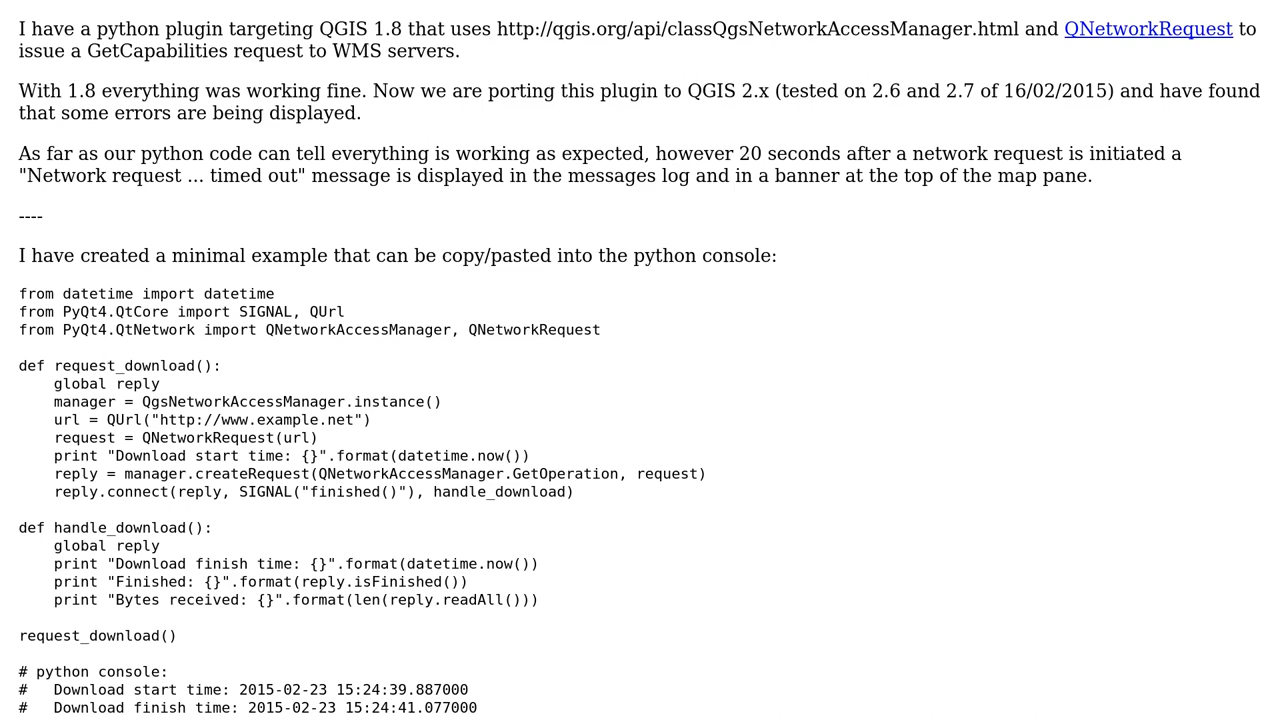 I have a python plugin targeting QGIS 1.8 that uses http://qgis.org/api/classQgsNetworkAccessManager.html and QNetworkRequest to
issue a GetCapabilities request to WMS servers.
With 1.8 everything was working fine. Now we are porting this plugin to QGIS 2.x (tested on 2.6 and 2.7 of 16/02/2015) and have found
that some errors are being displayed.
As far as our python code can tell everything is working as expected, however 20 seconds after a network request is initiated a
"Network request ... timed out" message is displayed in the messages log and in a banner at the top of the map pane.
----
I have created a minimal example that can be copy/pasted into the python console:
from datetime import datetime
from PyQt4.QtCore import SIGNAL, QUrl
from PyQt4.QtNetwork import QNetworkAccessManager, QNetworkRequest
def request_download():
    global reply
    manager = QgsNetworkAccessManager.instance()
    url = QUrl("http://www.example.net")
    request = QNetworkRequest(url)
    print "Download start time: {}".format(datetime.now())
    reply = manager.createRequest(QNetworkAccessManager.GetOperation, request)
    reply.connect(reply, SIGNAL("finished()"), handle_download)
def handle_download():
    global reply
    print "Download finish time: {}".format(datetime.now())
    print "Finished: {}".format(reply.isFinished())
    print "Bytes received: {}".format(len(reply.readAll()))
request_download()
# python console:
#   Download start time: 2015-02-23 15:24:39.887000
#   Download finish time: 2015-02-23 15:24:41.077000